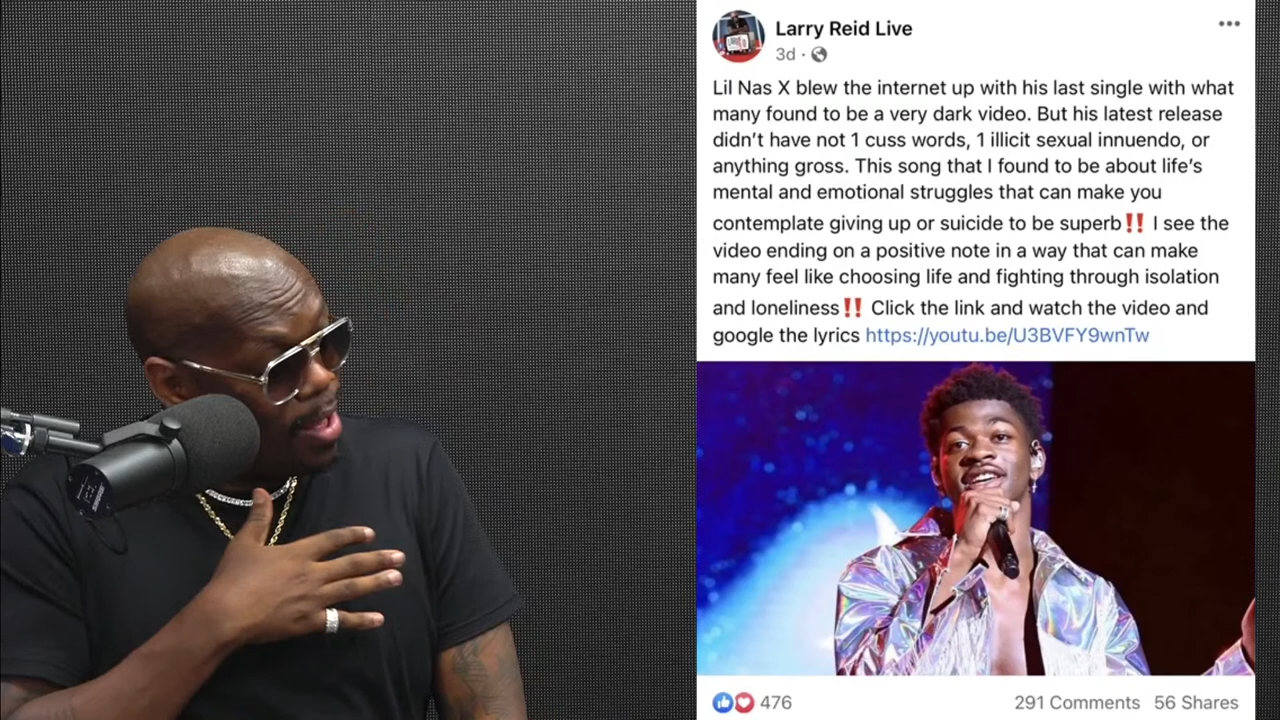 Larry Reid Live
3d ·
Lil Nas X blew the internet up with his last single with what
many found to be a very dark video. But his latest release
didn't have not 1 cuss words, 1 illicit sexual innuendo, or
anything gross. This song that I found to be about life's
mental and emotional struggles that can make you
contemplate giving up or suicide to be superb‼️ I see the
video ending on a positive note in a way that can make
many feel like choosing life and fighting through isolation
and loneliness‼️ Click the link and watch the video and
google the lyrics https://youtu.be/U3BVFY9wnTw
476
291 Comments 56 Shares